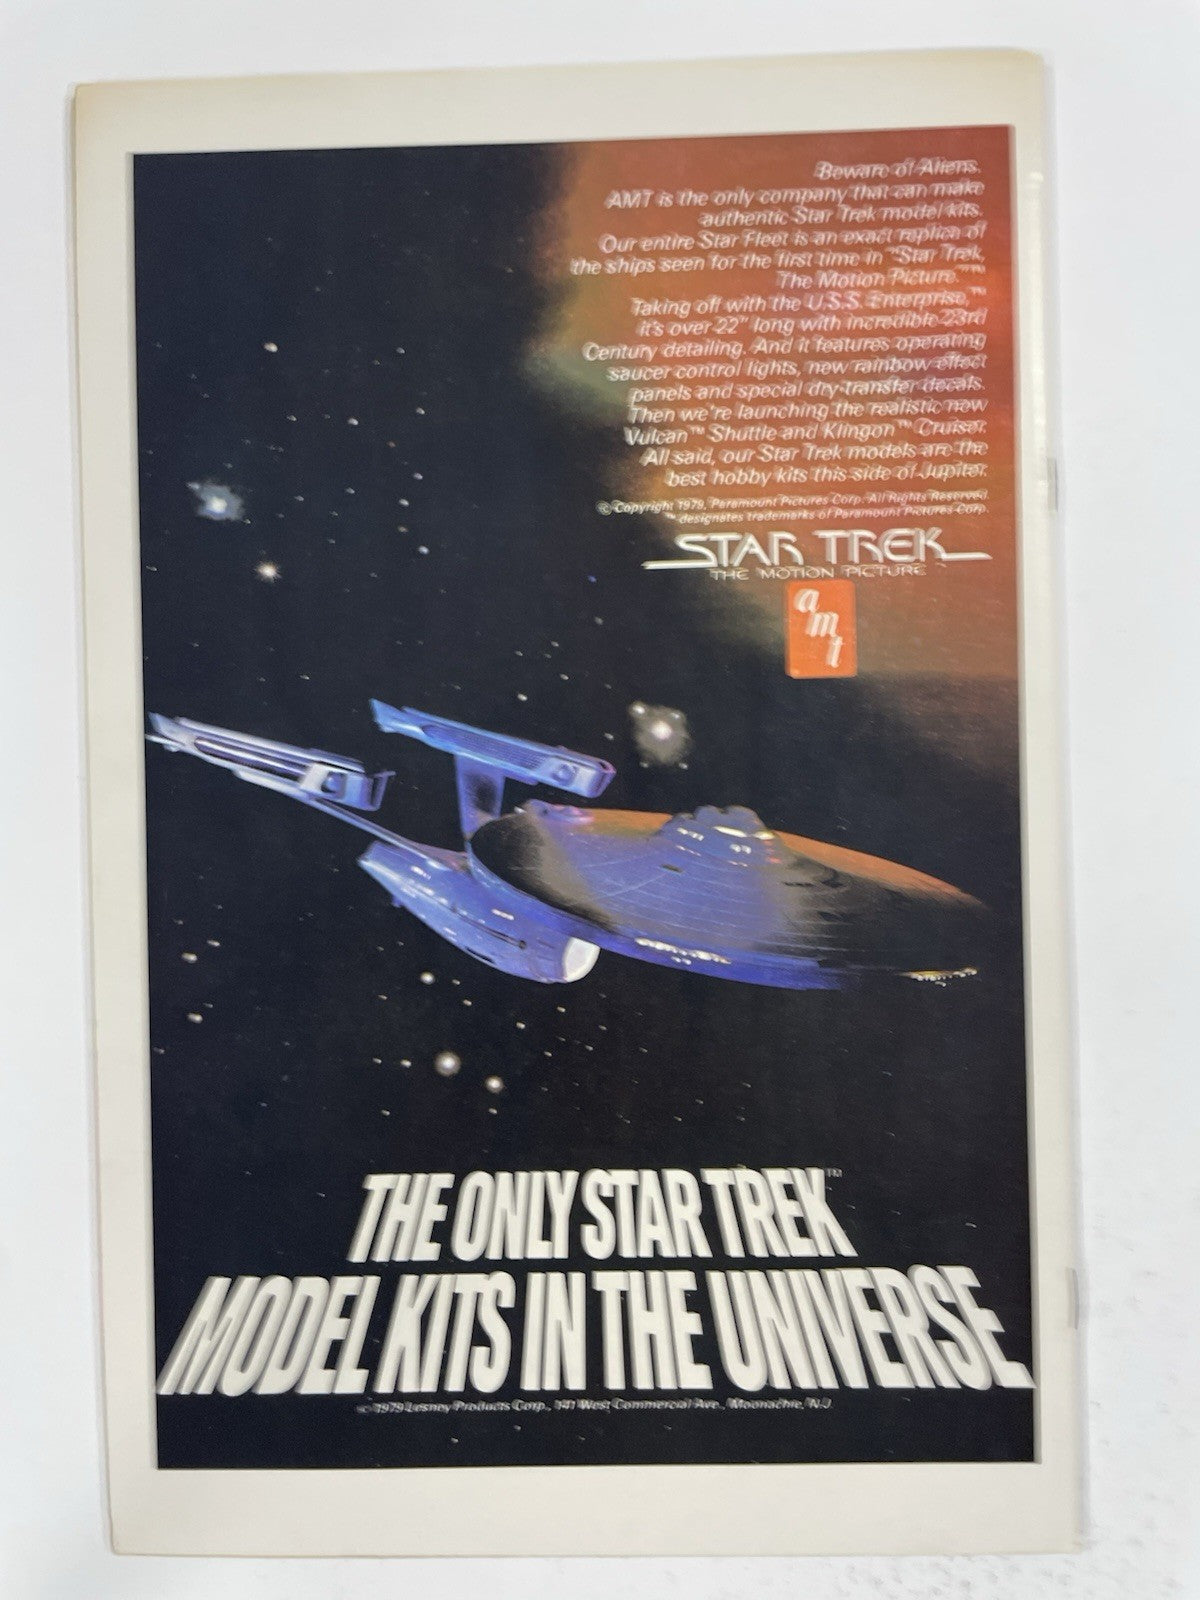 Beware of Aliens.
AMT is the only company that can make
authentic Star Trek model kits.
Our entire Star Fleet is an exact replica of
the ships seen for the first time in "Star Trek,
The Motion Picture."™
Taking off with the U.S.S. Enterprise,™
it's over 22" long with incredible 23rd
Century detailing. And it features operating
saucer control lights, new rainbow effect
panels and special dry-transfer decals.
Then we're launching the realistic new
Vulcan™ Shuttle and Klingon™ Cruiser.
All said, our Star Trek models are the
best hobby kits this side of Jupiter.
© Copyright 1979, Paramount Pictures Corp. All Rights Reserved.
™ designates trademarks of Paramount Pictures Corp.
STAR TREK
THE MOTION PICTURE
amt
THE ONLY STAR TREK™
MODEL KITS IN THE UNIVERSE
© 1979 Lesney Products Corp., 141 West Commercial Ave., Moonachie, N.J.